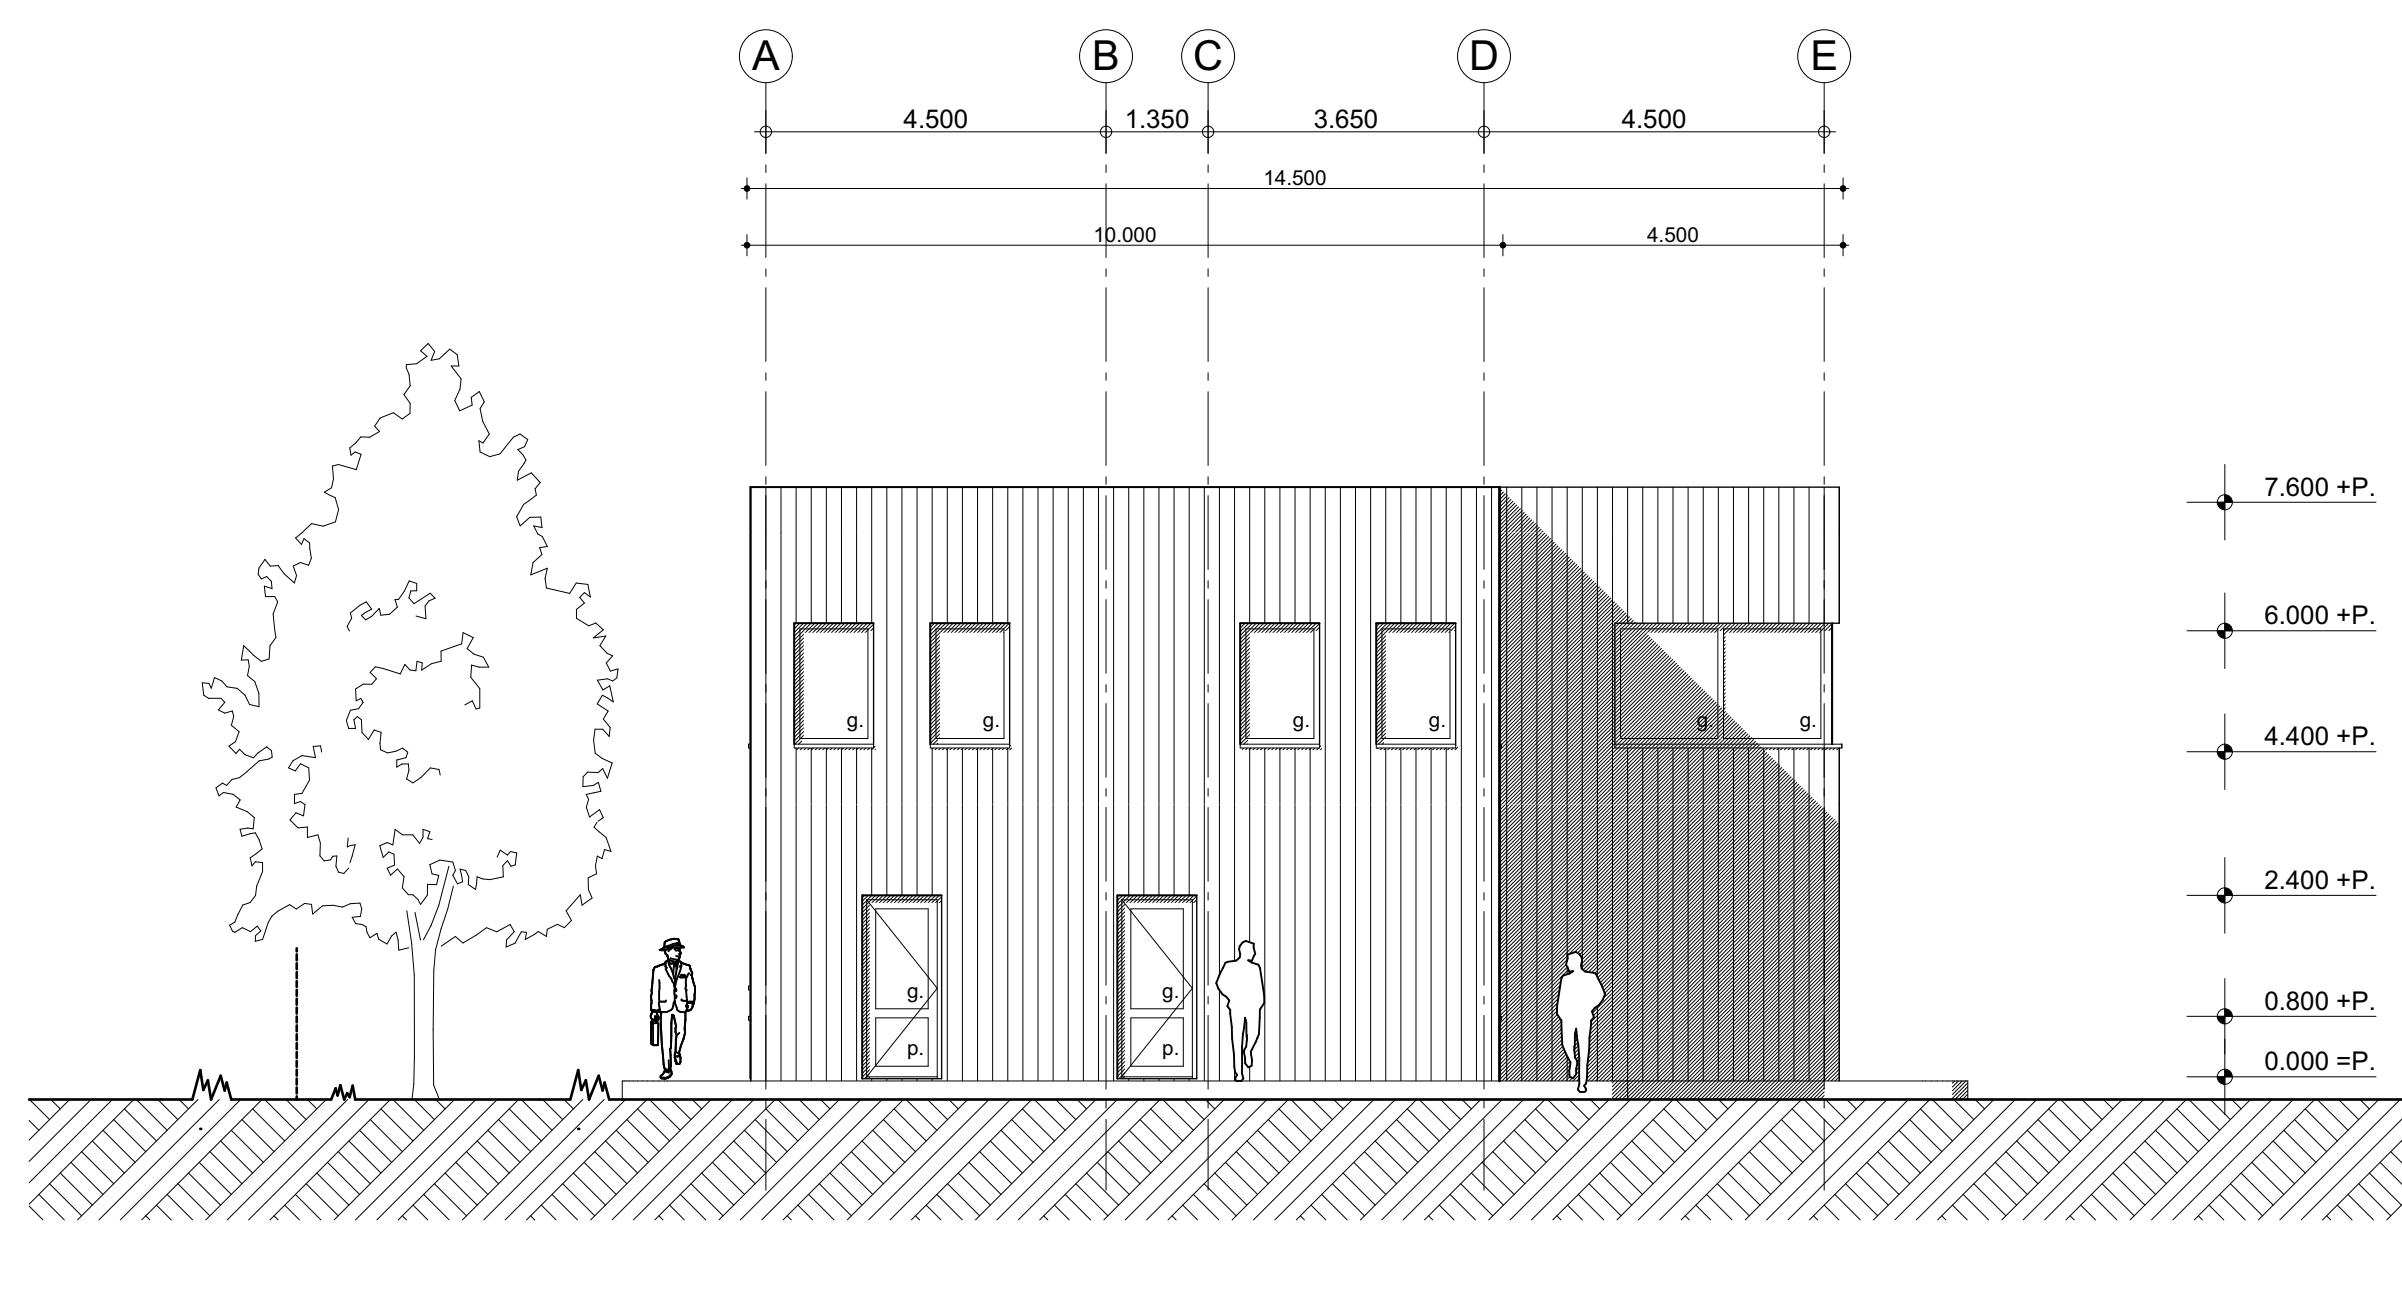 A B C D E
4.500 1.350 3.650 4.500
14.500
10.000 4.500
7.600 +P.
6.000 +P.
g. g. g. g. g. g.
4.400 +P.
2.400 +P.
g. g.
0.800 +P.
p. p.
0.000 =P.